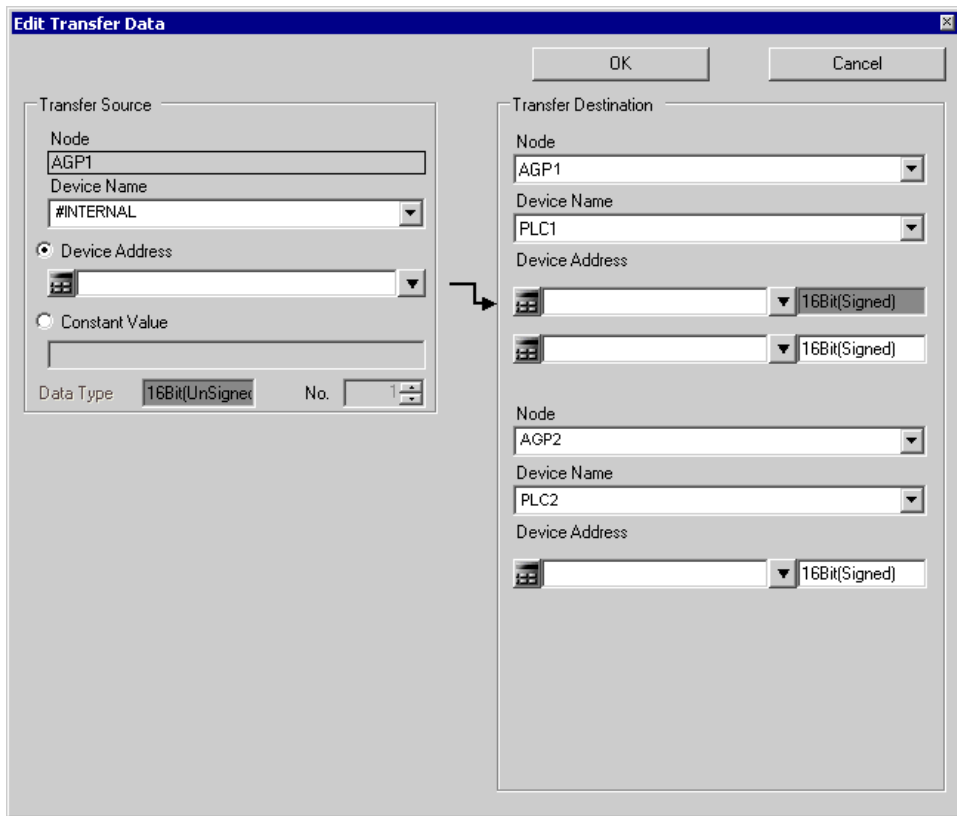 Edit Transfer Data
OK
Cancel
Transfer Source
Node
AGP1
Device Name
#INTERNAL
Device Address
Constant Value
Data Type 16Bit(UnSigned No. 1
Transfer Destination
Node
AGP1
Device Name
PLC1
Device Address
16Bit(Signed)
16Bit(Signed)
Node
AGP2
Device Name
PLC2
Device Address
16Bit(Signed)